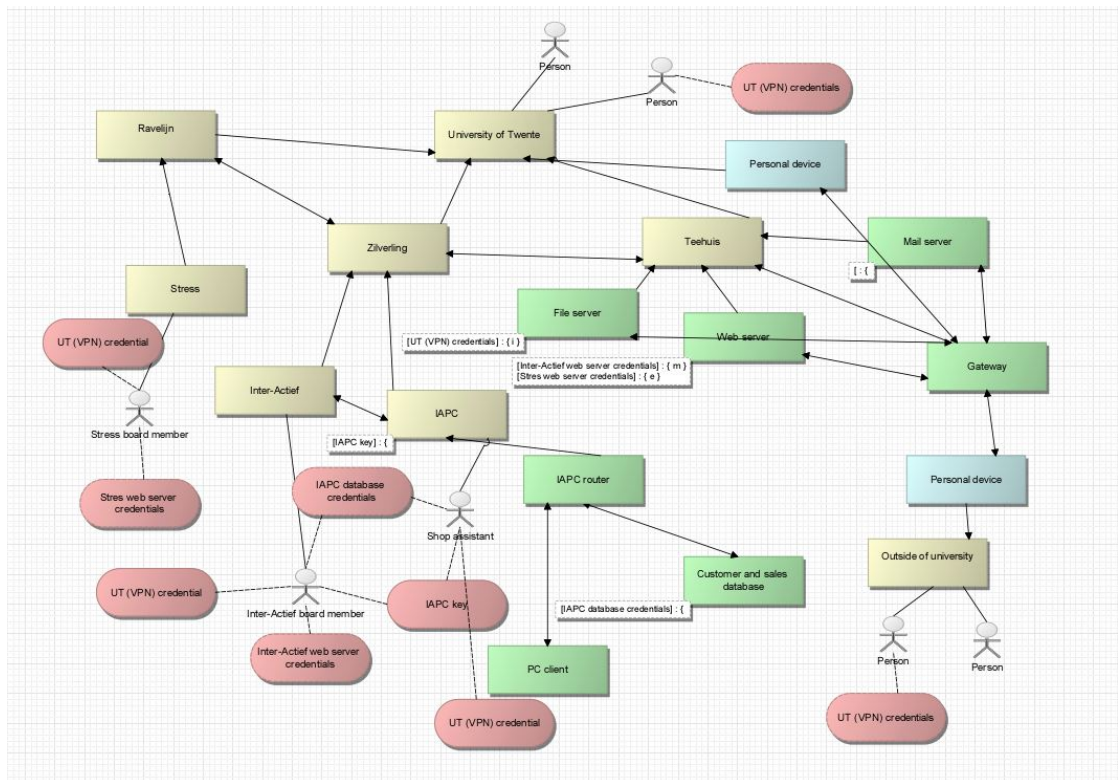 Person
Person
UT (VPN) credentials
Ravelijn
University of Twente
Personal device
Zilverling
Teehuis
Mail server
[ : {
Stress
File server
[UT (VPN) credentials] : { i }
Web server
UT (VPN) credential
[Inter-Actief web server credentials] : { m }
[Stres web server credentials] : { e }
Gateway
Inter-Actief
IAPC
Stress board member
[IAPC key] : {
IAPC database
credentials
IAPC router
Personal device
Stres web server
credentials
Shop assistant
Outside of university
Customer and sales
database
UT (VPN) credential
IAPC key
[IAPC database credentials] : {
Inter-Actief board member
Inter-Actief web server
credentials
PC client
Person
Person
UT (VPN) credential
UT (VPN) credentials